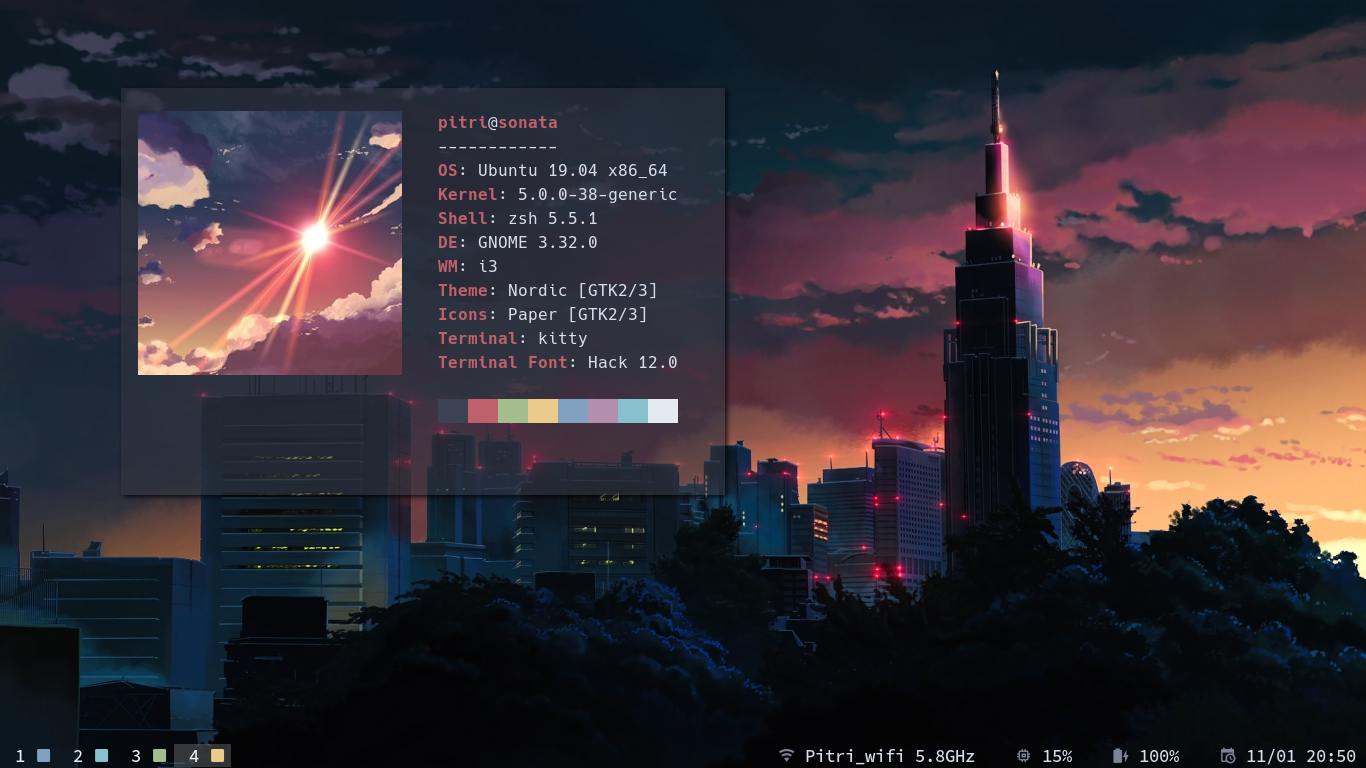 pitri@sonata
------------
OS: Ubuntu 19.04 x86_64
Kernel: 5.0.0-38-generic
Shell: zsh 5.5.1
DE: GNOME 3.32.0
WM: i3
Theme: Nordic [GTK2/3]
Icons: Paper [GTK2/3]
Terminal: kitty
Terminal Font: Hack 12.0
1 2 3 4 Pitri_wifi 5.8GHz 15% 100% 11/01 20:50